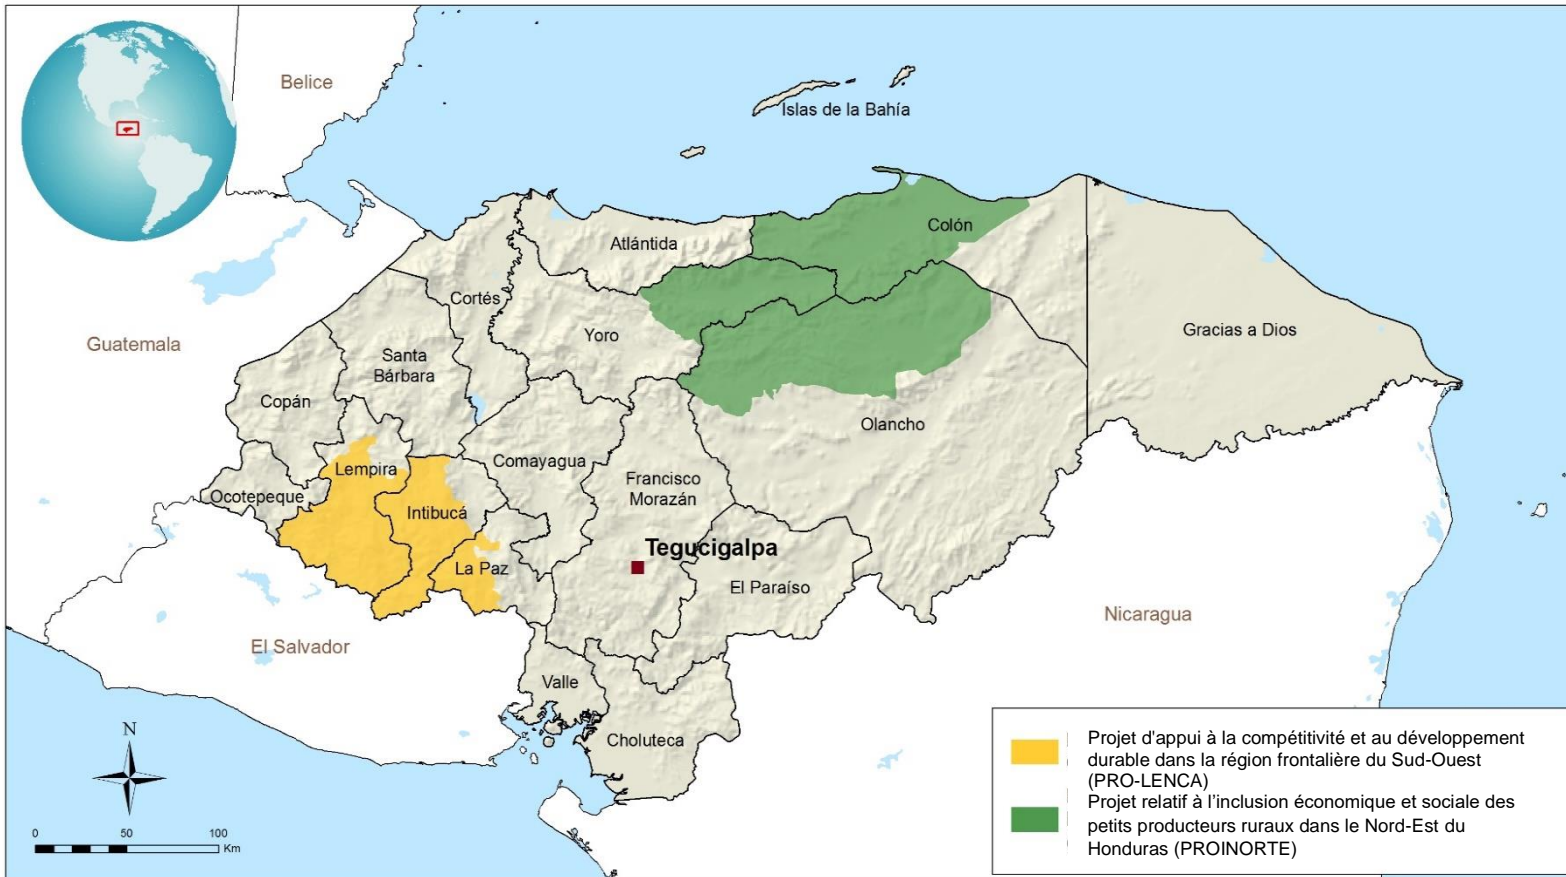 Belice
Islas de la Bahía
Colón
Atlántida
Cortés
Gracias a Dios
Yoro
Guatemala
Santa
Bárbara
Copán
Olancho
Comayagua
Lempira
Francisco
Morazán
Ocotepeque
Intibucá
Tegucigalpa
La Paz
El Paraíso
Nicaragua
El Salvador
Valle
Choluteca
N
0 50 100
Km
Projet d'appui à la compétitivité et au développement
durable dans la région frontalière du Sud-Ouest
(PRO-LENCA)
Projet relatif à l’inclusion économique et sociale des
petits producteurs ruraux dans le Nord-Est du
Honduras (PROINORTE)